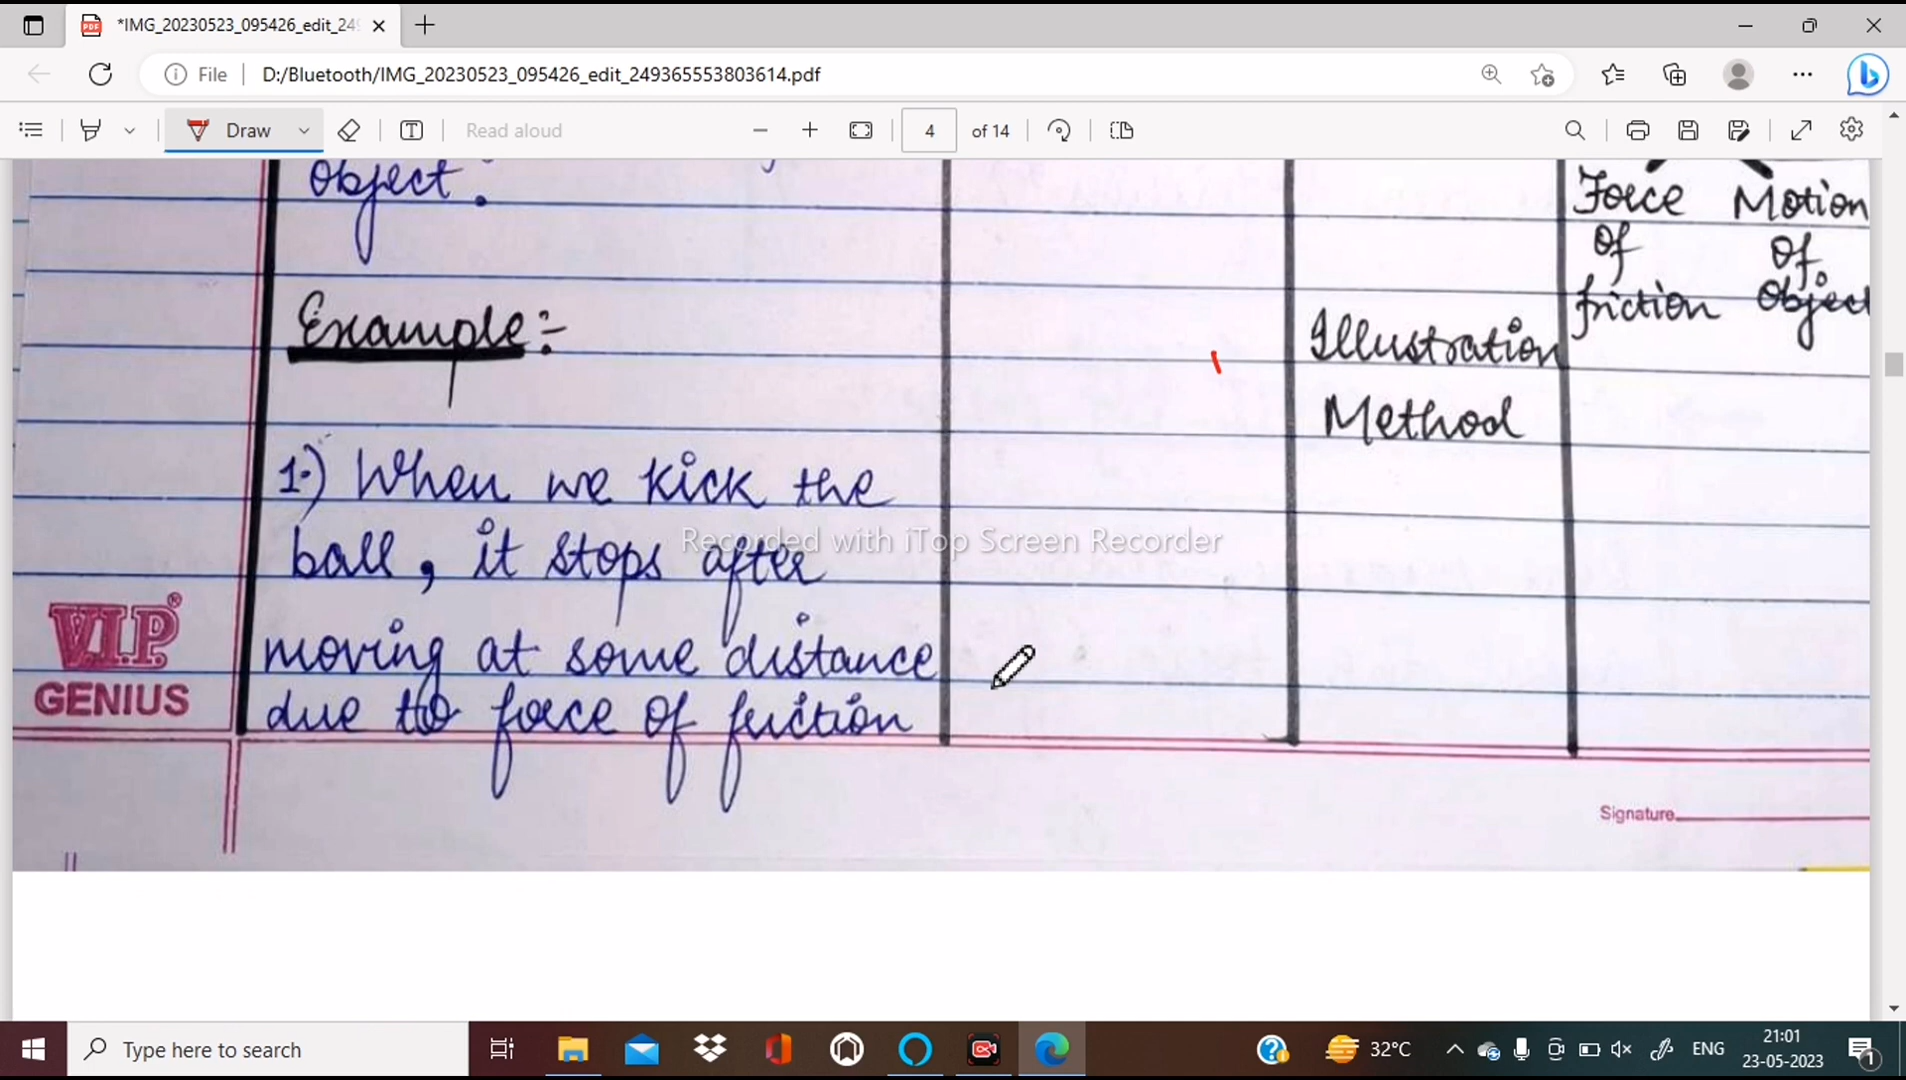 *IMG_20230523_095426_edit_249
File
D:/Bluetooth/IMG_20230523_095426_edit_249365553803614.pdf
Draw
Read aloud
4 of 14
Object.
Force
Of
friction
Motion
Of
Object
Example:-
Illustration
Method
1.) When we kick the
ball, it stops after
moving at some distance
due to force of friction
Recorded with iTop Screen Recorder
V.I.P®
GENIUS
Signature
Type here to search
32°C
ENG
21:01
23-05-2023
1